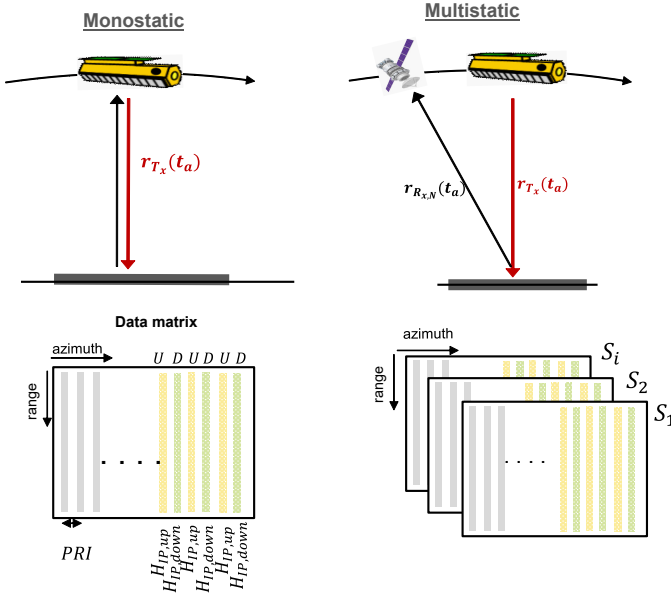 Monostatic
Multistatic
r_{T_x}(t_a)
r_{R_{x,N}}(t_a)
r_{T_x}(t_a)
Data matrix
azimuth
U D U D U D
range
. . . .
PRI
H_{IP,up}
H_{IP,down}
H_{IP,up}
H_{IP,down}
H_{IP,up}
H_{IP,down}
azimuth
range
S_i
S_2
S_1
. . . .